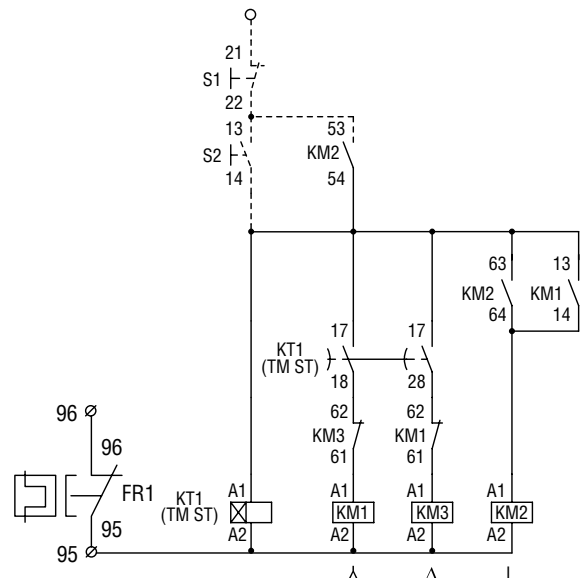 21
S1
22
13
53
S2
KM2
14
54
63
13
KM2
KM1
64
14
17
17
KT1
(TM ST)
18
28
62
62
96
KM3
KM1
96
61
61
FR1
KT1
(TM ST)
A1
A1
A1
A1
KM1
KM3
KM2
95
A2
A2
A2
A2
95